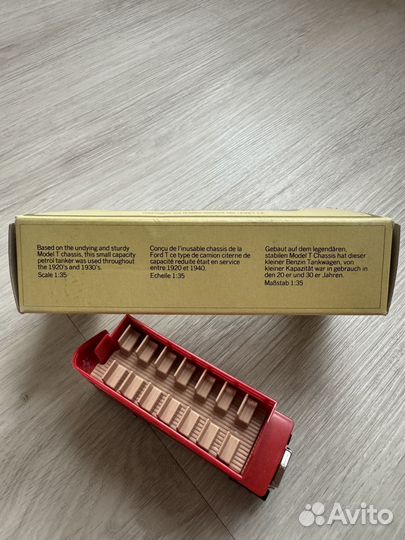 Based on the undying and sturdy
Model T chassis, this small capacity
petrol tanker was used throughout
the 1920's and 1930's.
Scale 1:35
Conçu de l'inusable chassis de la
Ford T ce type de camion citerne de
capacité reduite était en service
entre 1920 et 1940.
Echelle 1:35
Gebaut auf dem legendären,
stabilen Model T Chassis hat dieser
kleiner Benzin Tankwagen, von
kleiner Kapazität war in gebrauch in
den 20 er und 30 er Jahren.
Maßstab 1:35
Avito